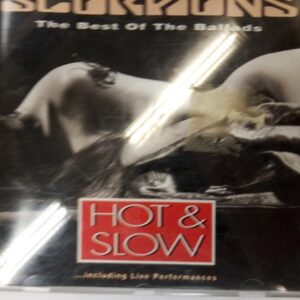 SCORPIONS
The Best Of The Ballads
HOT &
SLOW
...including Live Performances